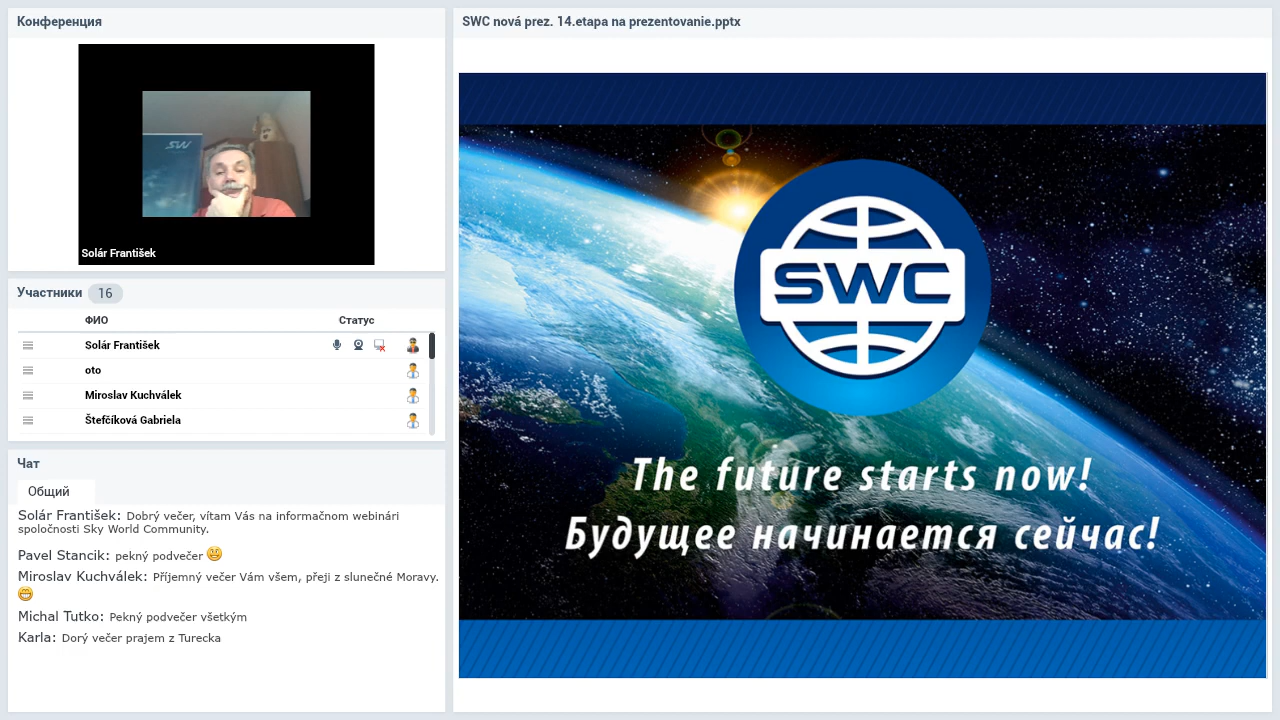 Конференция
Solár František
Участники 16
ФИО Статус
Solár František
oto
Miroslav Kuchválek
Štefčíková Gabriela
Чат
Общий
Solár František: Dobrý večer, vítam Vás na informačnom webinári
spoločnosti Sky World Community.
Pavel Stancik: pekný podvečer
Miroslav Kuchválek: Příjemný večer Vám všem, přeji z slunečné Moravy.
Michal Tutko: Pekný podvečer všetkým
Karla: Dorý večer prajem z Turecka
SWC nová prez. 14.etapa na prezentovanie.pptx
SWC
The future starts now!
Будущее начинается сейчас!